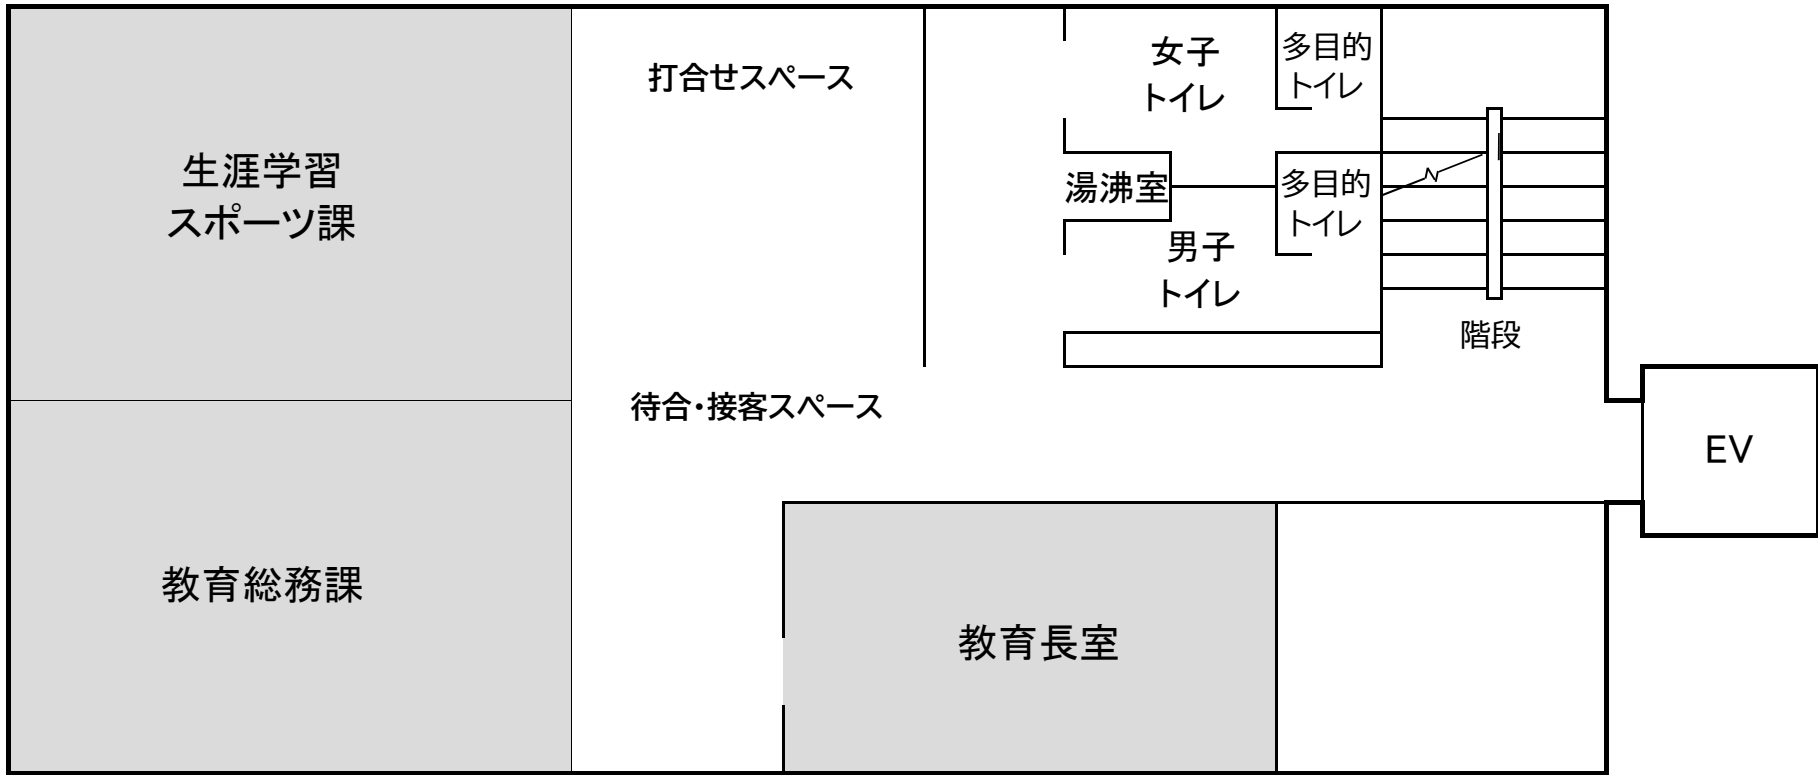 女子
トイレ
多目的
トイレ
打合せスペース
生涯学習
スポーツ課
湯沸室
多目的
トイレ
男子
トイレ
階段
待合・接客スペース
EV
教育総務課
教育長室